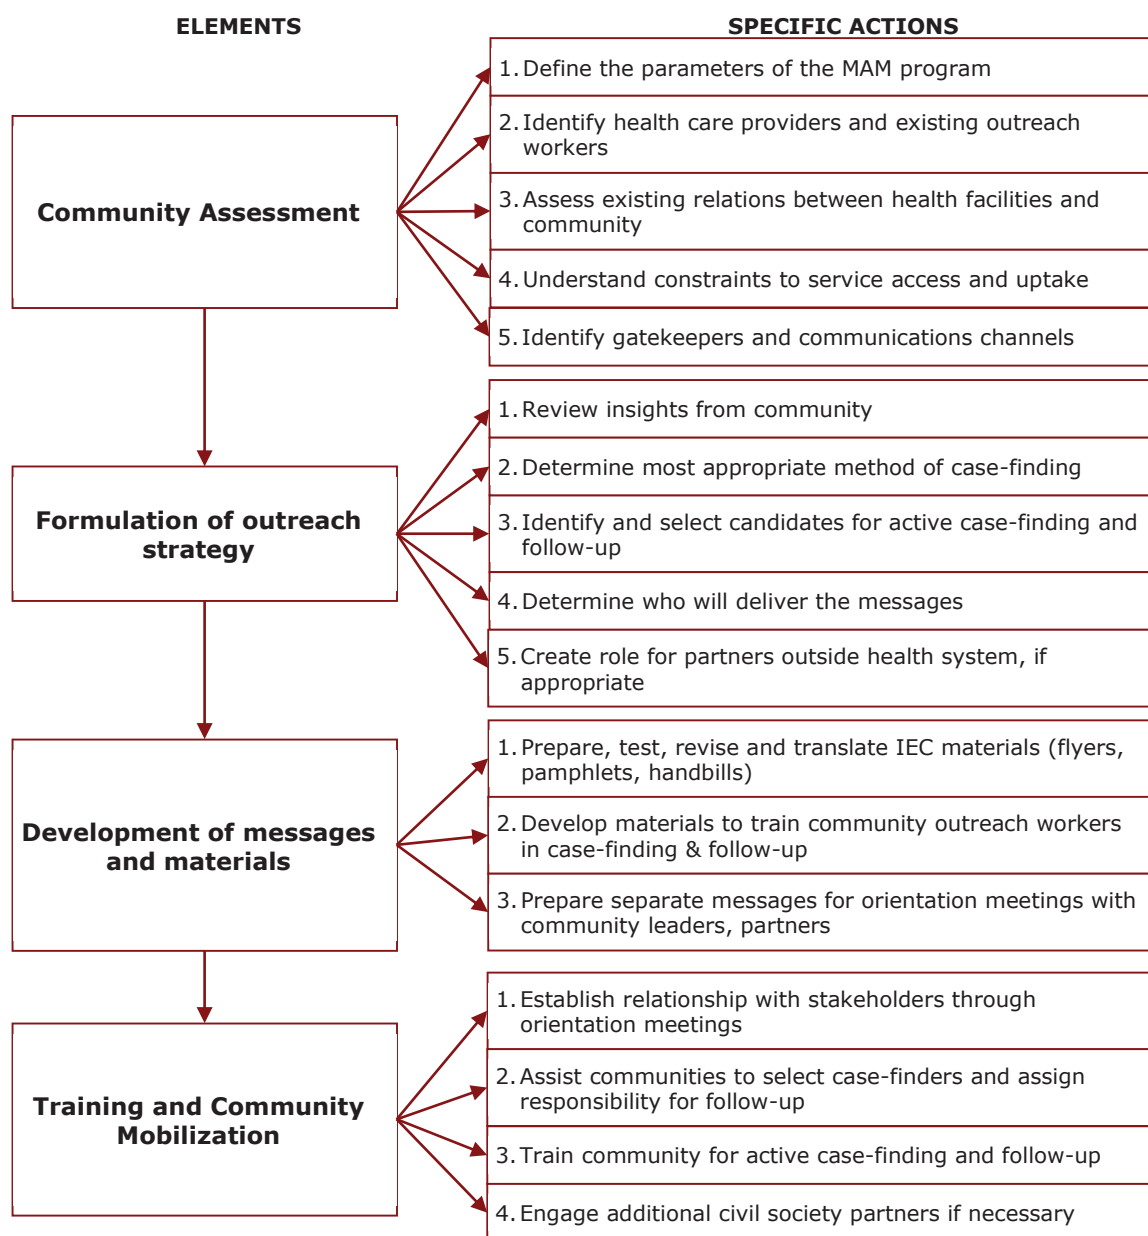 ELEMENTS
SPECIFIC ACTIONS
Community Assessment
1. Define the parameters of the MAM program
2. Identify health care providers and existing outreach
workers
3. Assess existing relations between health facilities and
community
4. Understand constraints to service access and uptake
5. Identify gatekeepers and communications channels
Formulation of outreach
strategy
1. Review insights from community
2. Determine most appropriate method of case-finding
3. Identify and select candidates for active case-finding and
follow-up
4. Determine who will deliver the messages
5. Create role for partners outside health system, if
appropriate
Development of messages
and materials
1. Prepare, test, revise and translate IEC materials (flyers,
pamphlets, handbills)
2. Develop materials to train community outreach workers
in case-finding & follow-up
3. Prepare separate messages for orientation meetings with
community leaders, partners
Training and Community
Mobilization
1. Establish relationship with stakeholders through
orientation meetings
2. Assist communities to select case-finders and assign
responsibility for follow-up
3. Train community for active case-finding and follow-up
4. Engage additional civil society partners if necessary